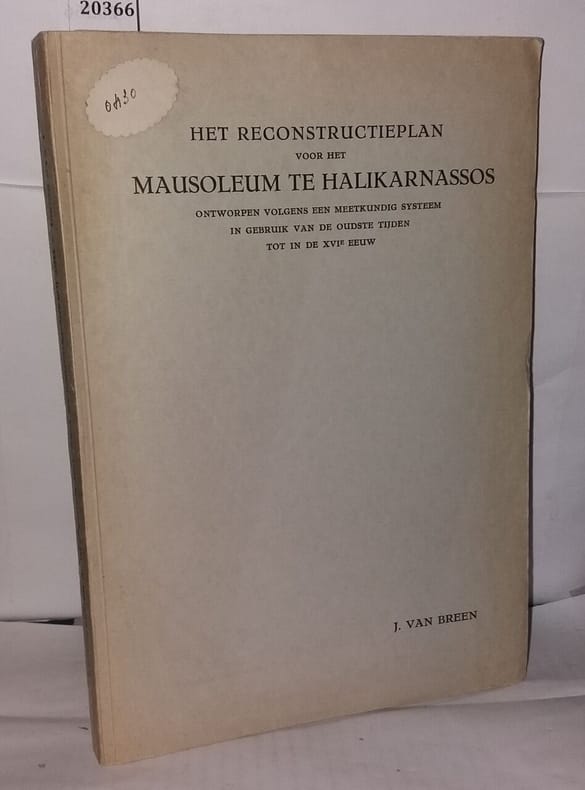 20366
0430
HET RECONSTRUCTIEPLAN
VOOR HET
MAUSOLEUM TE HALIKARNASSOS
ONTWORPEN VOLGENS EEN MEETKUNDIG SYSTEEM
IN GEBRUIK VAN DE OUDSTE TIJDEN
TOT IN DE XVIE EEUW
J. VAN BREEN